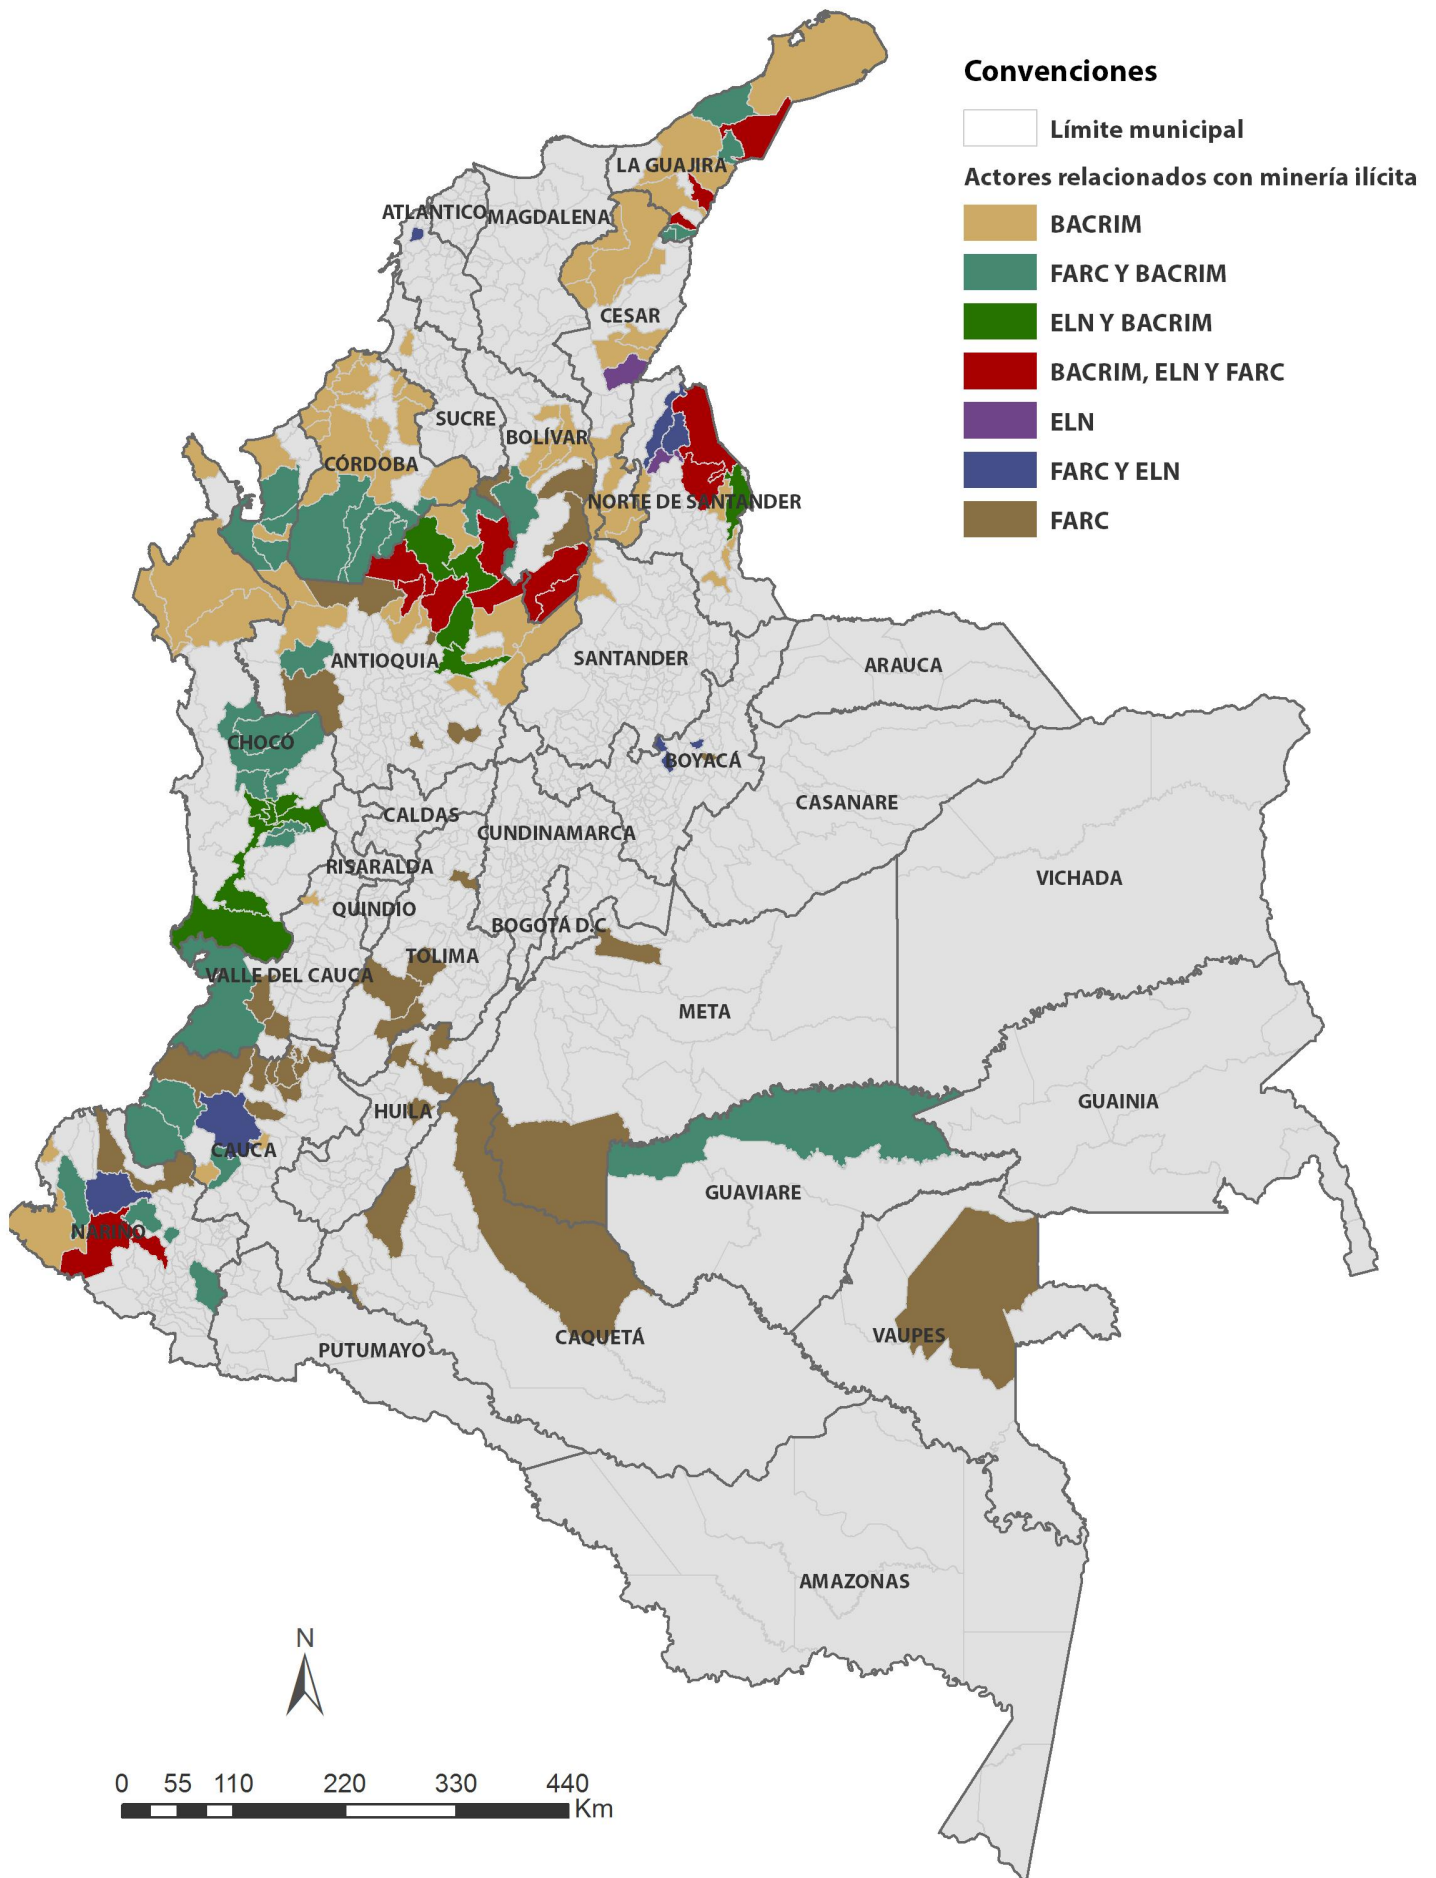 Convenciones
Límite municipal
Actores relacionados con minería ilícita
BACRIM
FARC Y BACRIM
ELN Y BACRIM
BACRIM, ELN Y FARC
ELN
FARC Y ELN
FARC
LA GUAJIRA
ATLANTICO
MAGDALENA
CESAR
SUCRE
BOLÍVAR
CÓRDOBA
NORTE DE SANTANDER
ANTIOQUIA
SANTANDER
ARAUCA
CHOCÓ
BOYACÁ
CASANARE
CALDAS
CUNDINAMARCA
RISARALDA
VICHADA
QUINDIO
BOGOTÁ D.C
TOLIMA
VALLE DEL CAUCA
META
GUAINIA
HUILA
CAUCA
GUAVIARE
NARIÑO
CAQUETÁ
VAUPES
PUTUMAYO
AMAZONAS
N
0 55 110 220 330 440
Km